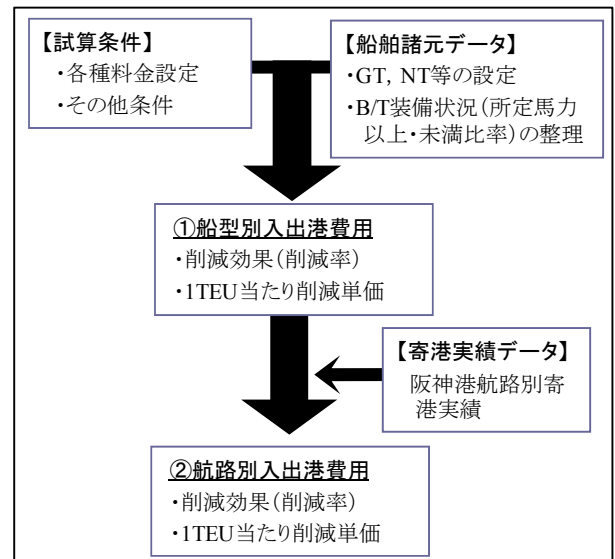 【試算条件】
・各種料金設定
・その他条件
【船舶諸元データ】
・GT, NT等の設定
・B/T装備状況(所定馬力
以上・未満比率)の整理
①船型別入出港費用
・削減効果(削減率)
・1TEU当たり削減単価
【寄港実績データ】
阪神港航路別寄
港実績
②航路別入出港費用
・削減効果(削減率)
・1TEU当たり削減単価